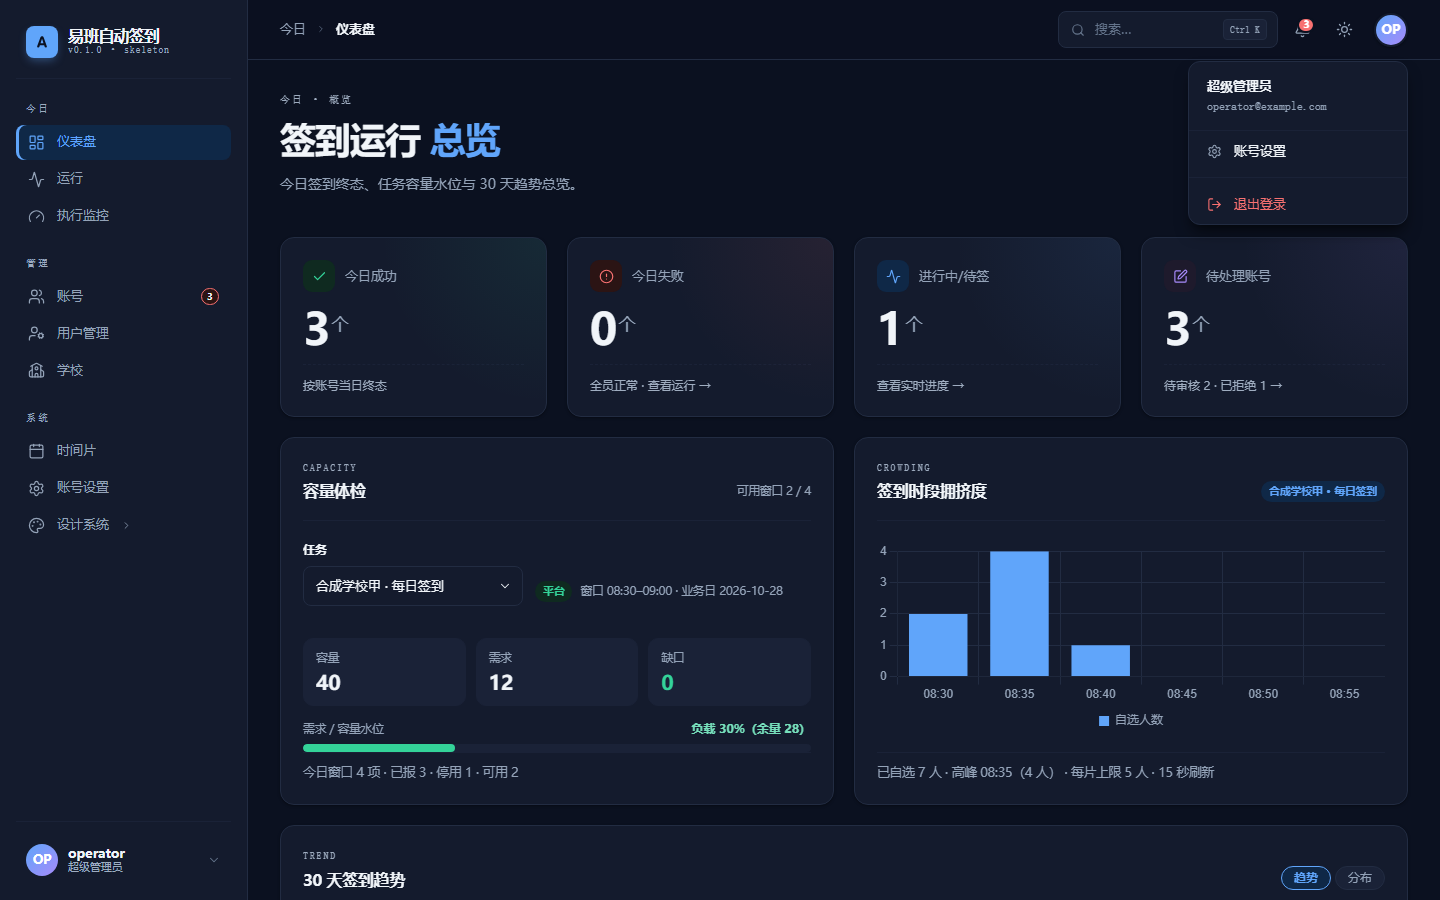 A
易班自动签到
v0.1.0 • skeleton
今日
仪表盘
运行
执行监控
管理
账号
3
用户管理
学校
系统
时间片
账号设置
设计系统
OP
operator
超级管理员
今日 › 仪表盘
搜索...
Ctrl K
3
OP
超级管理员
operator@example.com
账号设置
退出登录
今日 • 概览
签到运行 总览
今日签到终态、任务容量水位与 30 天趋势总览。
今日成功
3个
按账号当日终态
今日失败
0个
全员正常 · 查看运行 →
进行中/待签
1个
查看实时进度 →
待处理账号
3个
待审核 2 · 已拒绝 1 →
CAPACITY
容量体检
可用窗口 2 / 4
任务
合成学校甲 · 每日签到
平台
窗口 08:30–09:00 · 业务日 2026-10-28
容量
40
需求
12
缺口
0
需求 / 容量水位
负载 30%（余量 28）
今日窗口 4 项 · 已报 3 · 停用 1 · 可用 2
CROWDING
签到时段拥挤度
合成学校甲 • 每日签到
4
3
2
1
0
08:30 08:35 08:40 08:45 08:50 08:55
自选人数
已自选 7 人 · 高峰 08:35（4 人） · 每片上限 5 人 · 15 秒刷新
TREND
30 天签到趋势
趋势
分布